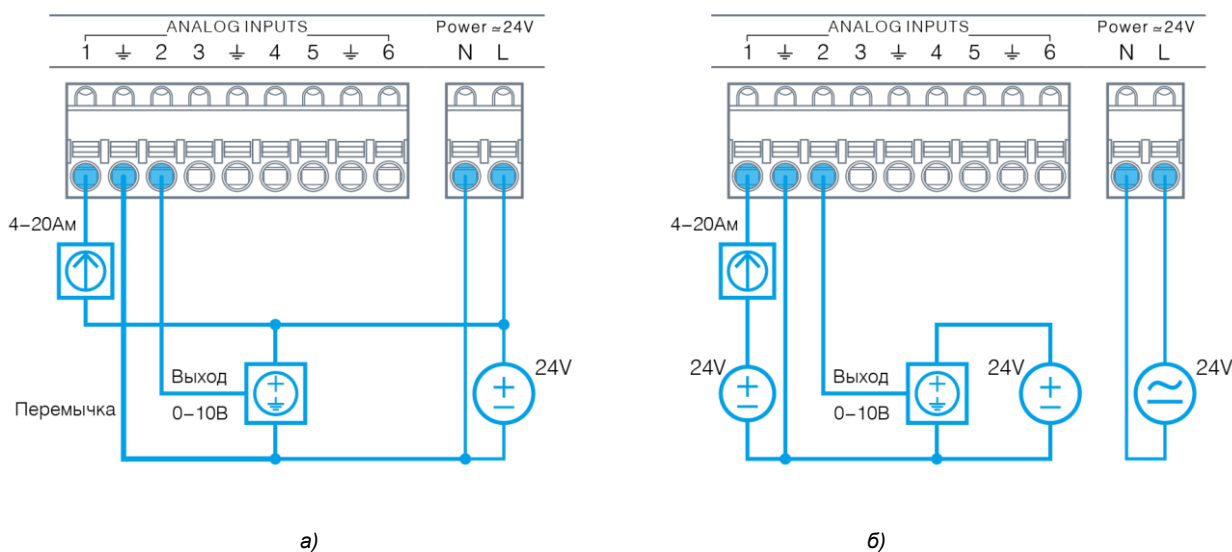 ANALOG INPUTS Power ≂24V
1 ⏚ 2 3 ⏚ 4 5 ⏚ 6 N L
4–20Ам
Выход
0–10В
24V
Перемычка
а)
ANALOG INPUTS Power ≂24V
1 ⏚ 2 3 ⏚ 4 5 ⏚ 6 N L
4–20Ам
24V
Выход
0–10В
24V
24V
б)